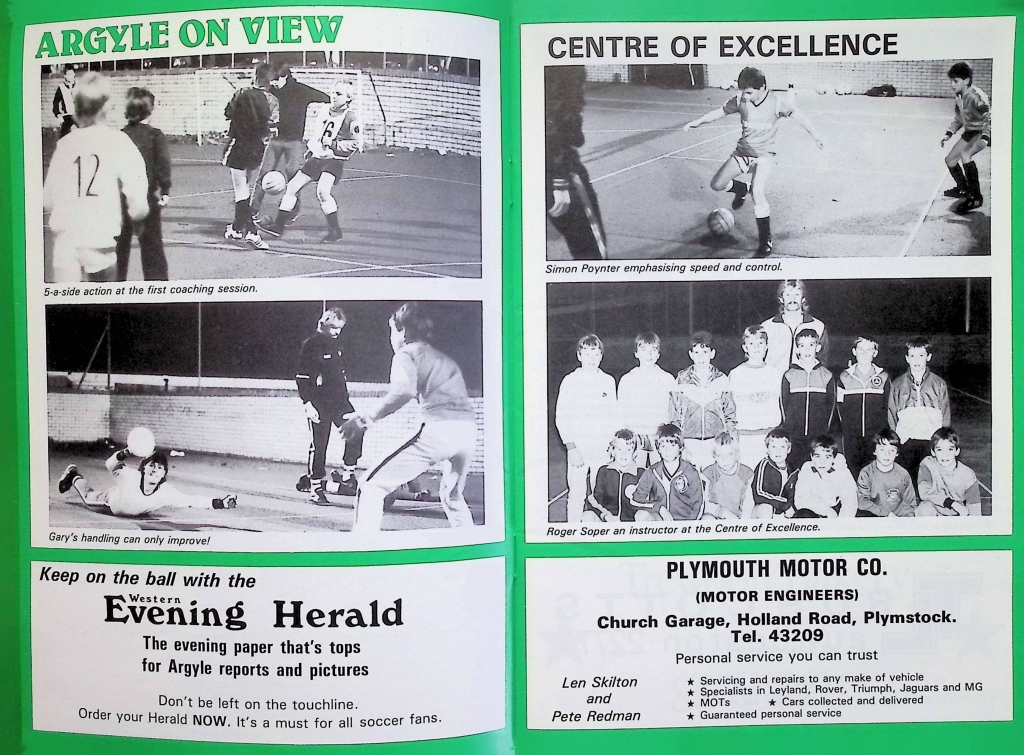 ARGYLE ON VIEW
12
6
5-a-side action at the first coaching session.
Gary's handling can only improve!
Keep on the ball with the
Western
Evening Herald
The evening paper that's tops
for Argyle reports and pictures
Don't be left on the touchline.
Order your Herald NOW. It's a must for all soccer fans.
CENTRE OF EXCELLENCE
Simon Poynter emphasising speed and control.
Roger Soper an instructor at the Centre of Excellence.
PLYMOUTH MOTOR CO.
(MOTOR ENGINEERS)
Church Garage, Holland Road, Plymstock.
Tel. 43209
Personal service you can trust
Len Skilton
and
Pete Redman
★ Servicing and repairs to any make of vehicle
★ Specialists in Leyland, Rover, Triumph, Jaguars and MG
★ MOTs ★ Cars collected and delivered
★ Guaranteed personal service